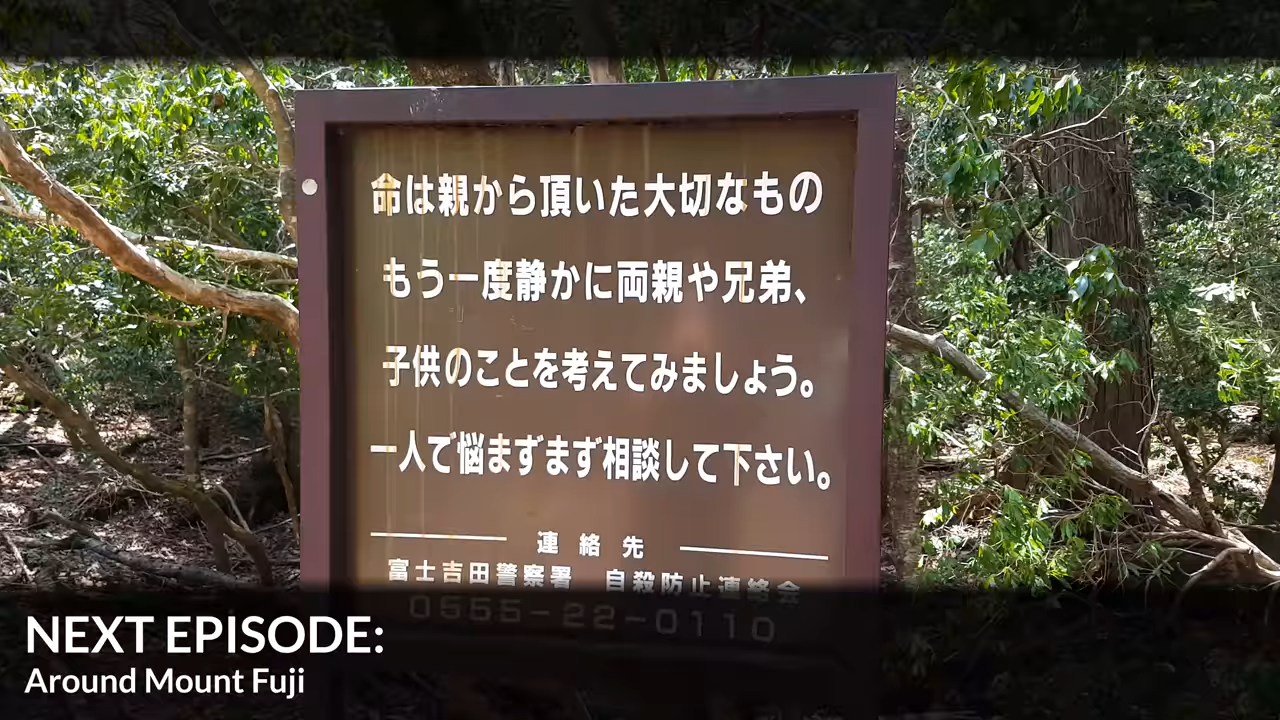 命は親から頂いた大切なもの
もう一度静かに両親や兄弟、
子供のことを考えてみましょう。
一人で悩まずまず相談して下さい。
連絡先
富士吉田警察署 自殺防止連絡会
0555-22-0110
NEXT EPISODE:
Around Mount Fuji